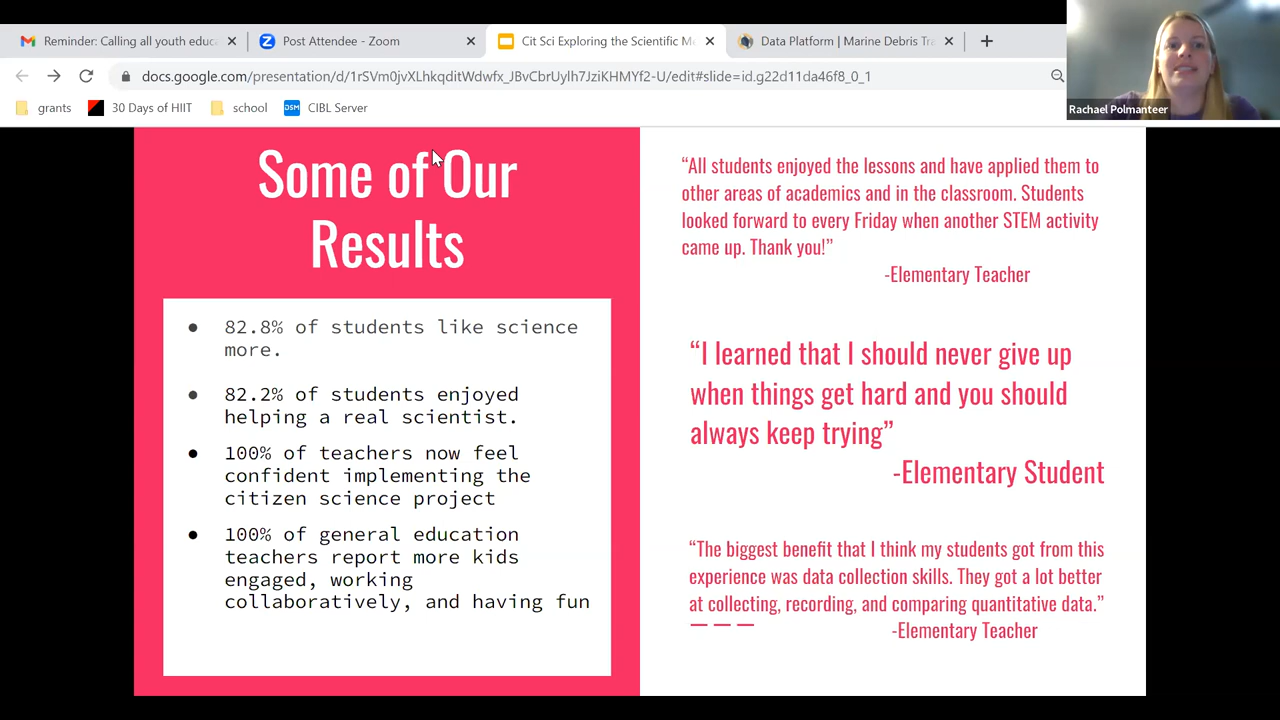 Reminder: Calling all youth educ
Post Attendee - Zoom
Cit Sci Exploring the Scientific Me
Data Platform | Marine Debris Tra
docs.google.com/presentation/d/1rSVm0jvXLhkqditWdwfx_JBvCbrUylh7JziKHMYf2-U/edit#slide=id.g22d11da46f8_0_1
grants
30 Days of HIIT
school
DSM
CIBL Server
Rachael Polmanteer
Some of Our
Results
● 82.8% of students like science
more.
● 82.2% of students enjoyed
helping a real scientist.
● 100% of teachers now feel
confident implementing the
citizen science project
● 100% of general education
teachers report more kids
engaged, working
collaboratively, and having fun
“All students enjoyed the lessons and have applied them to
other areas of academics and in the classroom. Students
looked forward to every Friday when another STEM activity
came up. Thank you!”
-Elementary Teacher
“I learned that I should never give up
when things get hard and you should
always keep trying”
-Elementary Student
“The biggest benefit that I think my students got from this
experience was data collection skills. They got a lot better
at collecting, recording, and comparing quantitative data.”
-Elementary Teacher